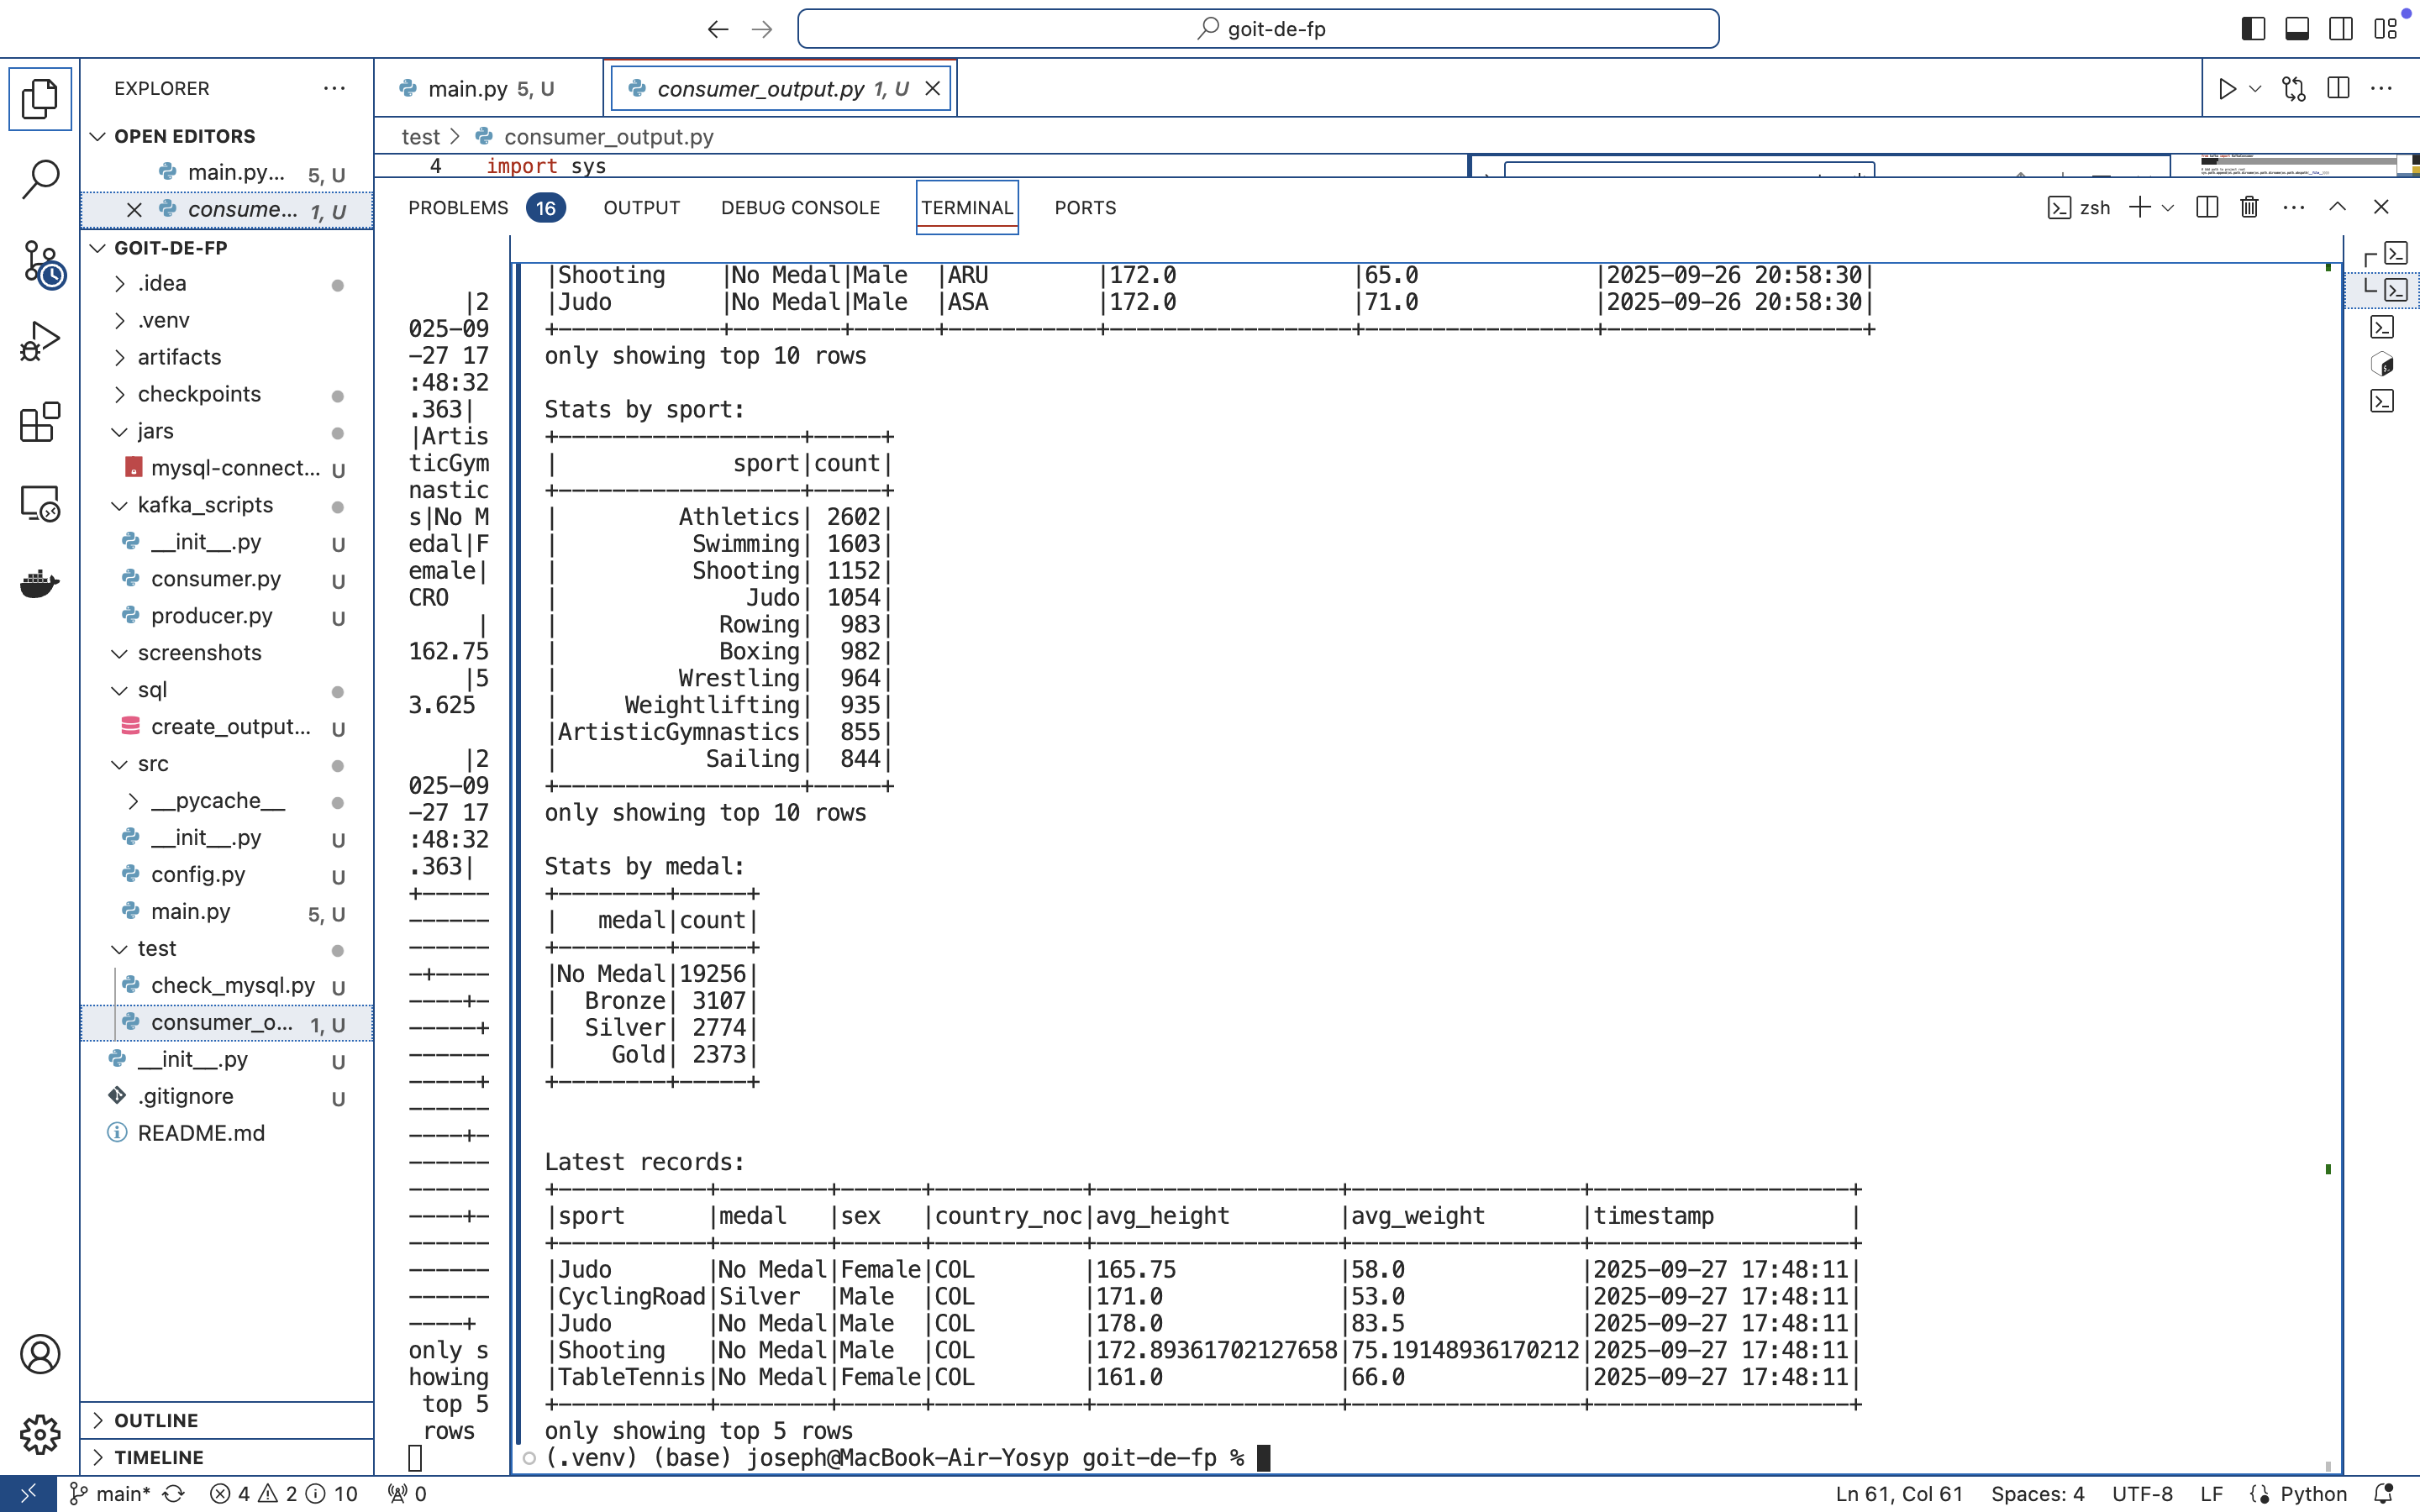 goit-de-fp
EXPLORER
main.py 5, U
consumer_output.py 1, U
OPEN EDITORS
main.py... 5, U
consume... 1, U
GOIT-DE-FP
.idea
.venv
artifacts
checkpoints
jars
mysql-connect... U
kafka_scripts
__init__.py U
consumer.py U
producer.py U
screenshots
sql
create_output... U
src
__pycache__
__init__.py U
config.py U
main.py 5, U
test
check_mysql.py U
consumer_o... 1, U
__init__.py U
.gitignore U
README.md
OUTLINE
TIMELINE
test > consumer_output.py
4 import sys
PROBLEMS 16 OUTPUT DEBUG CONSOLE TERMINAL PORTS
zsh
|2
025-09
-27 17
:48:32
.363|
|Artis
ticGym
nastic
s|No M
edal|F
emale|
CRO
|
162.75
|5
3.625
|2
025-09
-27 17
:48:32
.363|
+-----
------
------
-+----
----+-
-----+
------
-----+
------
----+-
------
------
----+-
------
------
------
----+
only s
howing
top 5
rows
|Shooting    |No Medal|Male  |ARU        |172.0             |65.0             |2025-09-26 20:58:30|
|Judo        |No Medal|Male  |ASA        |172.0             |71.0             |2025-09-26 20:58:30|
+------------+--------+------+-----------+------------------+-----------------+-------------------+
only showing top 10 rows
Stats by sport:
+------------------+-----+
|             sport|count|
+------------------+-----+
|         Athletics| 2602|
|          Swimming| 1603|
|          Shooting| 1152|
|              Judo| 1054|
|            Rowing|  983|
|            Boxing|  982|
|         Wrestling|  964|
|     Weightlifting|  935|
|ArtisticGymnastics|  855|
|           Sailing|  844|
+------------------+-----+
only showing top 10 rows
Stats by medal:
+--------+-----+
|   medal|count|
+--------+-----+
|No Medal|19256|
|  Bronze| 3107|
|  Silver| 2774|
|    Gold| 2373|
+--------+-----+
Latest records:
+-----------+--------+------+-----------+------------------+-----------------+-------------------+
|sport      |medal   |sex   |country_noc|avg_height        |avg_weight       |timestamp          |
+-----------+--------+------+-----------+------------------+-----------------+-------------------+
|Judo       |No Medal|Female|COL        |165.75            |58.0             |2025-09-27 17:48:11|
|CyclingRoad|Silver  |Male  |COL        |171.0             |53.0             |2025-09-27 17:48:11|
|Judo       |No Medal|Male  |COL        |178.0             |83.5             |2025-09-27 17:48:11|
|Shooting   |No Medal|Male  |COL        |172.89361702127658|75.19148936170212|2025-09-27 17:48:11|
|TableTennis|No Medal|Female|COL        |161.0             |66.0             |2025-09-27 17:48:11|
+-----------+--------+------+-----------+------------------+-----------------+-------------------+
only showing top 5 rows
(.venv) (base) joseph@MacBook-Air-Yosyp goit-de-fp %
main* 4 2 10 0
Ln 61, Col 61 Spaces: 4 UTF-8 LF Python